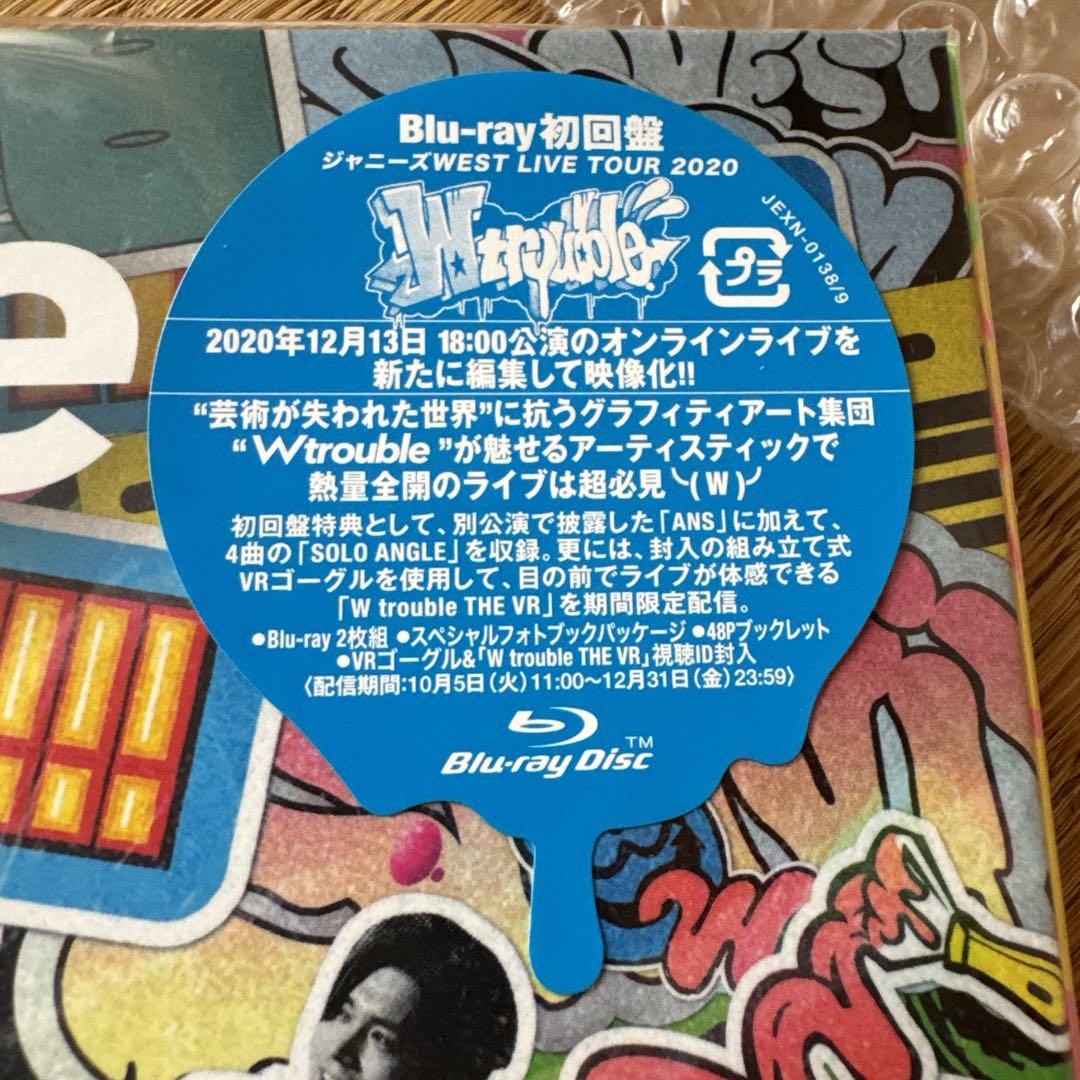 Blu-ray初回盤
ジャニーズWEST LIVE TOUR 2020
W trouble
JEXN-0138/9
プラ
2020年12月13日 18:00公演のオンラインライブを
新たに編集して映像化!!
“芸術が失われた世界”に抗うグラフィティアート集団
“W trouble”が魅せるアーティスティックで
熱量全開のライブは超必見╰( W )╯
初回盤特典として、別公演で披露した「ANS」に加えて、
4曲の「SOLO ANGLE」を収録。更には、封入の組み立て式
VRゴーグルを使用して、目の前でライブが体感できる
「W trouble THE VR」を期間限定配信。
●Blu-ray 2枚組 ●スペシャルフォトブックパッケージ ●48Pブックレット
●VRゴーグル&「W trouble THE VR」視聴ID封入
〈配信期間:10月5日(火)11:00〜12月31日(金)23:59〉
Blu-ray Disc™
e